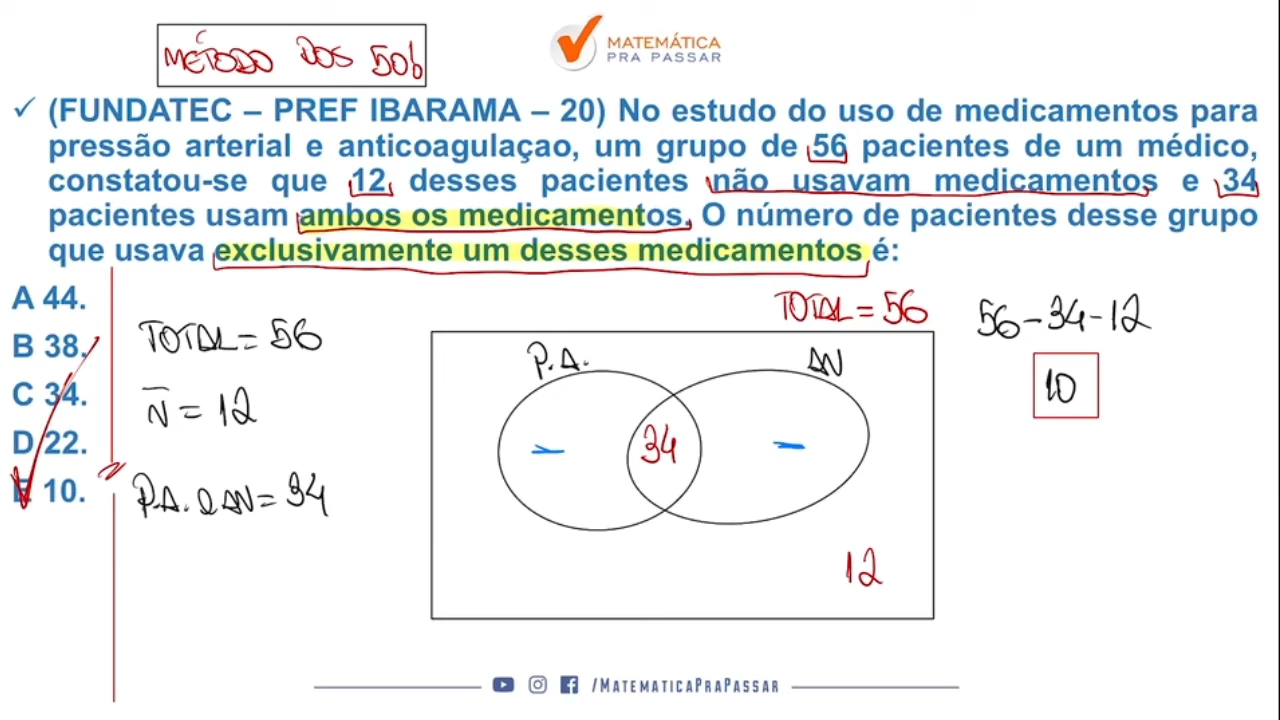 MÉTODO DOS 50%
MATEMÁTICA
PRA PASSAR
✓ (FUNDATEC – PREF IBARAMA – 20) No estudo do uso de medicamentos para
pressão arterial e anticoagulaçao, um grupo de 56 pacientes de um médico,
constatou-se que 12 desses pacientes não usavam medicamentos e 34
pacientes usam ambos os medicamentos. O número de pacientes desse grupo
que usava exclusivamente um desses medicamentos é:
A 44.
B 38.
C 34.
D 22.
E 10.
TOTAL = 56
N = 12
P.A. e AN = 34
TOTAL = 56
P.A.
AN
34
12
56 - 34 - 12
10
/MATEMATICAPRAPASSAR